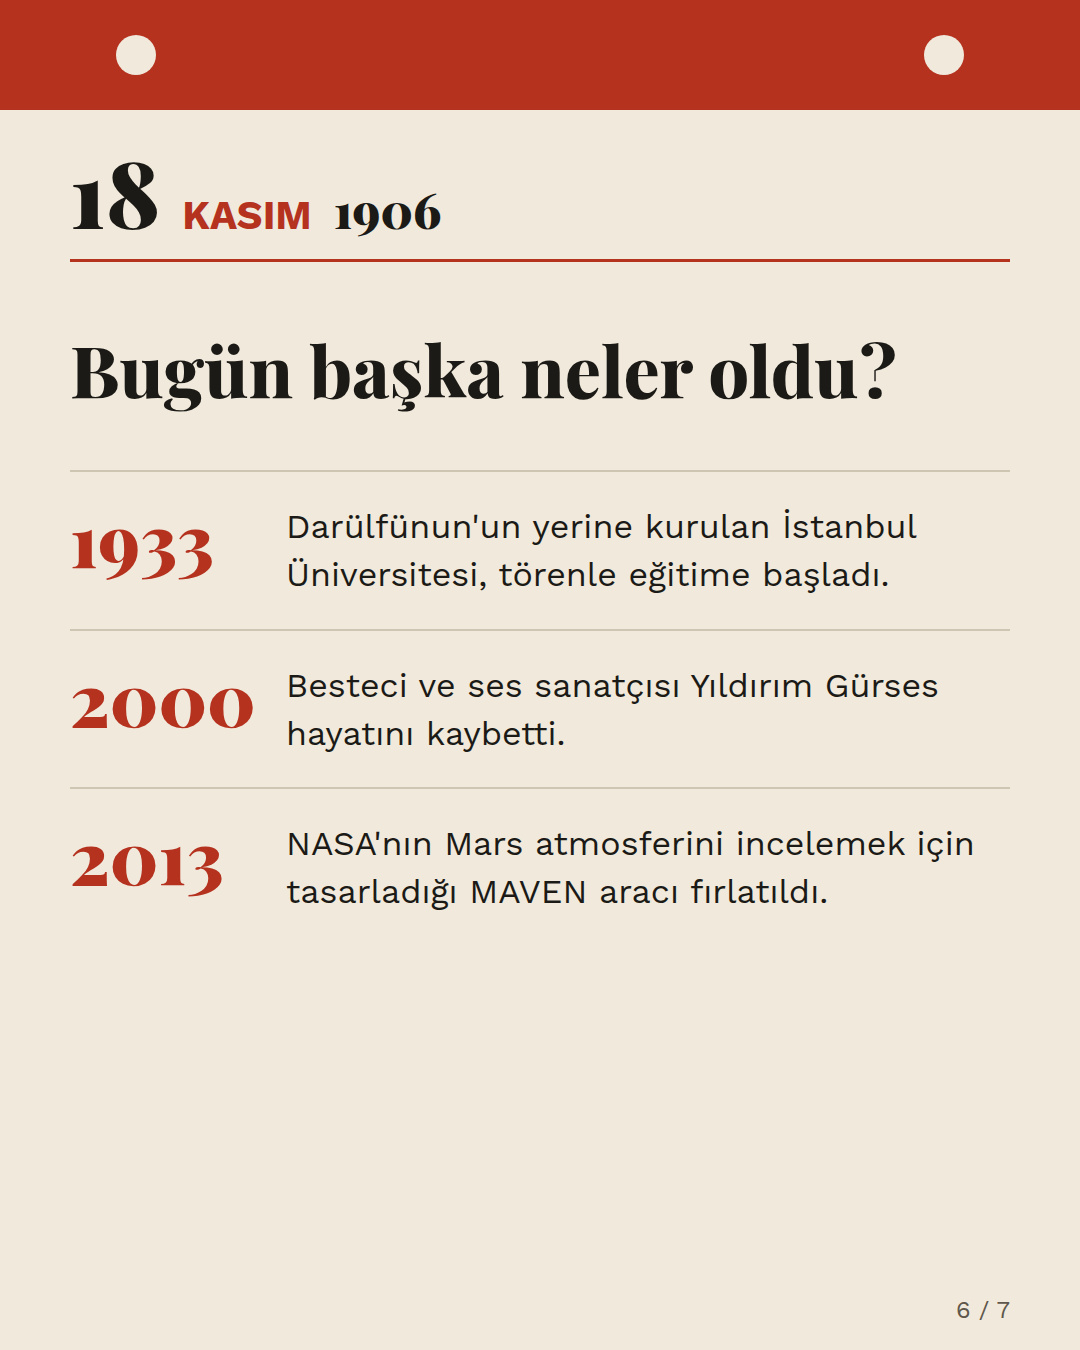 18 KASIM 1906
Bugün başka neler oldu?
1933 Darülfünun'un yerine kurulan İstanbul
Üniversitesi, törenle eğitime başladı.
2000 Besteci ve ses sanatçısı Yıldırım Gürses
hayatını kaybetti.
2013 NASA'nın Mars atmosferini incelemek için
tasarladığı MAVEN aracı fırlatıldı.
6 / 7